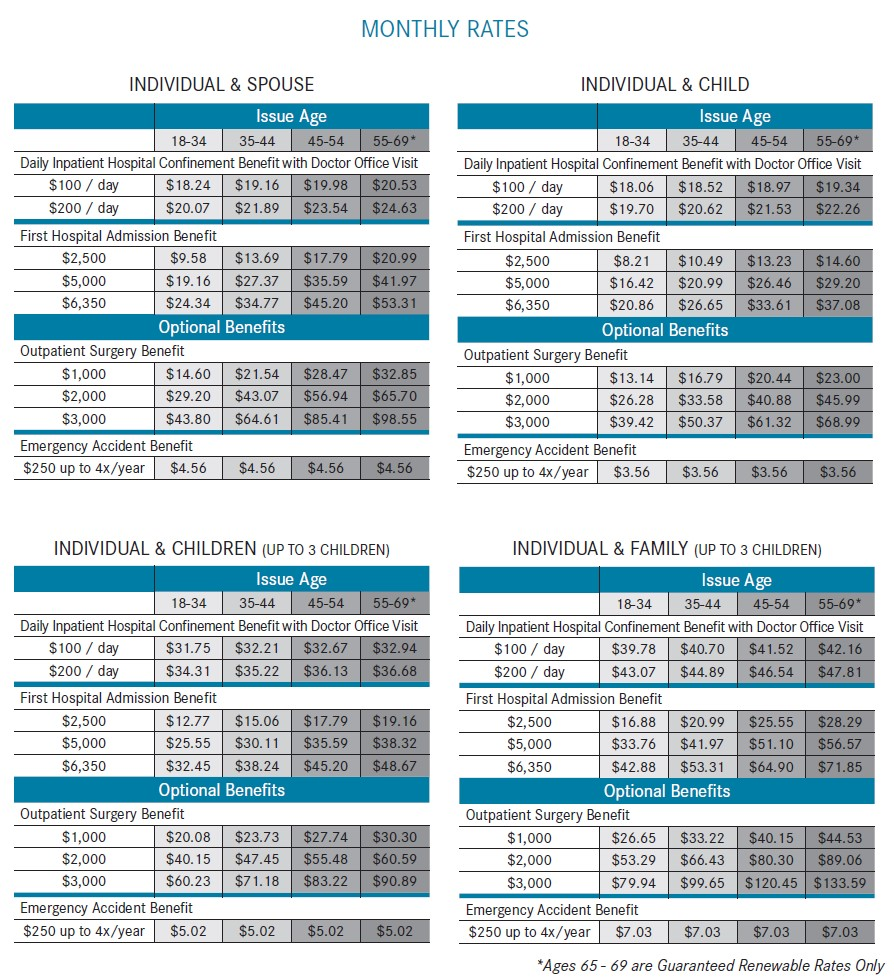 MONTHLY RATES
INDIVIDUAL & SPOUSE
Issue Age
18-34 35-44 45-54 55-69*
Daily Inpatient Hospital Confinement Benefit with Doctor Office Visit
$100 / day $18.24 $19.16 $19.98 $20.53
$200 / day $20.07 $21.89 $23.54 $24.63
First Hospital Admission Benefit
$2,500 $9.58 $13.69 $17.79 $20.99
$5,000 $19.16 $27.37 $35.59 $41.97
$6,350 $24.34 $34.77 $45.20 $53.31
Optional Benefits
Outpatient Surgery Benefit
$1,000 $14.60 $21.54 $28.47 $32.85
$2,000 $29.20 $43.07 $56.94 $65.70
$3,000 $43.80 $64.61 $85.41 $98.55
Emergency Accident Benefit
$250 up to 4x/year $4.56 $4.56 $4.56 $4.56
INDIVIDUAL & CHILD
Issue Age
18-34 35-44 45-54 55-69*
Daily Inpatient Hospital Confinement Benefit with Doctor Office Visit
$100 / day $18.06 $18.52 $18.97 $19.34
$200 / day $19.70 $20.62 $21.53 $22.26
First Hospital Admission Benefit
$2,500 $8.21 $10.49 $13.23 $14.60
$5,000 $16.42 $20.99 $26.46 $29.20
$6,350 $20.86 $26.65 $33.61 $37.08
Optional Benefits
Outpatient Surgery Benefit
$1,000 $13.14 $16.79 $20.44 $23.00
$2,000 $26.28 $33.58 $40.88 $45.99
$3,000 $39.42 $50.37 $61.32 $68.99
Emergency Accident Benefit
$250 up to 4x/year $3.56 $3.56 $3.56 $3.56
INDIVIDUAL & CHILDREN (UP TO 3 CHILDREN)
Issue Age
18-34 35-44 45-54 55-69*
Daily Inpatient Hospital Confinement Benefit with Doctor Office Visit
$100 / day $31.75 $32.21 $32.67 $32.94
$200 / day $34.31 $35.22 $36.13 $36.68
First Hospital Admission Benefit
$2,500 $12.77 $15.06 $17.79 $19.16
$5,000 $25.55 $30.11 $35.59 $38.32
$6,350 $32.45 $38.24 $45.20 $48.67
Optional Benefits
Outpatient Surgery Benefit
$1,000 $20.08 $23.73 $27.74 $30.30
$2,000 $40.15 $47.45 $55.48 $60.59
$3,000 $60.23 $71.18 $83.22 $90.89
Emergency Accident Benefit
$250 up to 4x/year $5.02 $5.02 $5.02 $5.02
INDIVIDUAL & FAMILY (UP TO 3 CHILDREN)
Issue Age
18-34 35-44 45-54 55-69*
Daily Inpatient Hospital Confinement Benefit with Doctor Office Visit
$100 / day $39.78 $40.70 $41.52 $42.16
$200 / day $43.07 $44.89 $46.54 $47.81
First Hospital Admission Benefit
$2,500 $16.88 $20.99 $25.55 $28.29
$5,000 $33.76 $41.97 $51.10 $56.57
$6,350 $42.88 $53.31 $64.90 $71.85
Optional Benefits
Outpatient Surgery Benefit
$1,000 $26.65 $33.22 $40.15 $44.53
$2,000 $53.29 $66.43 $80.30 $89.06
$3,000 $79.94 $99.65 $120.45 $133.59
Emergency Accident Benefit
$250 up to 4x/year $7.03 $7.03 $7.03 $7.03
*Ages 65 - 69 are Guaranteed Renewable Rates Only